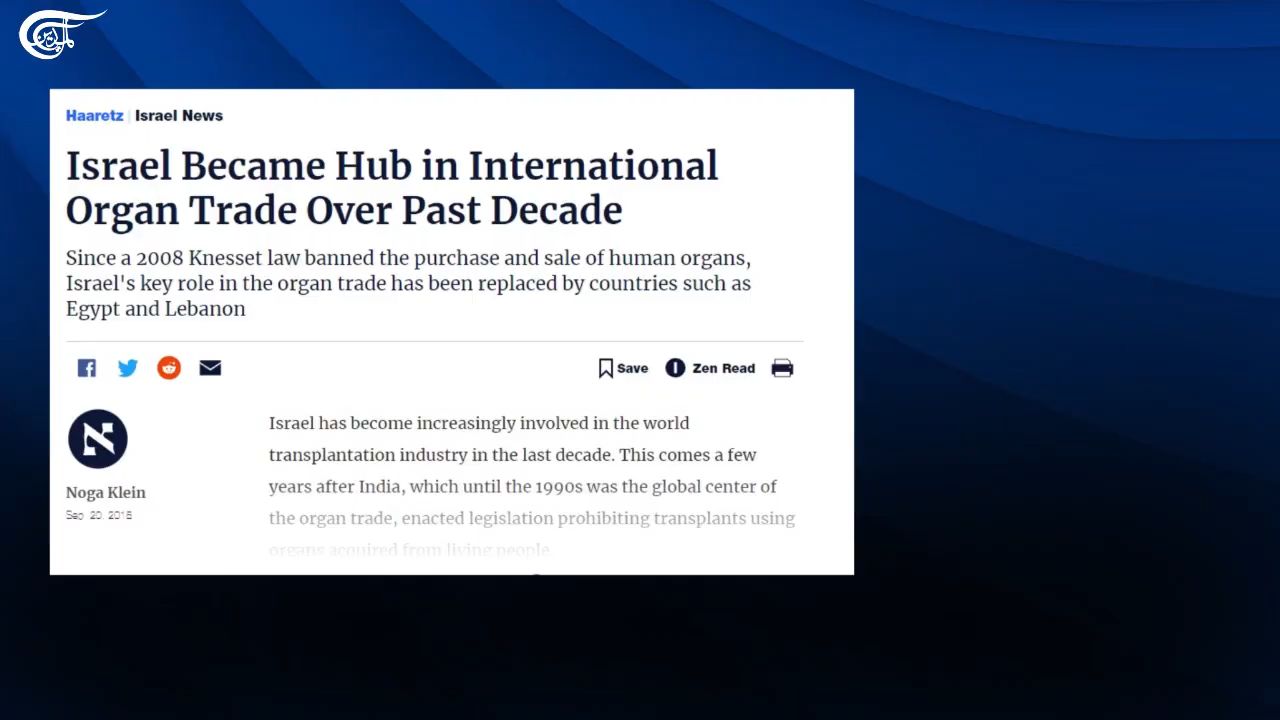 الميادين
Haaretz | Israel News
Israel Became Hub in International
Organ Trade Over Past Decade
Since a 2008 Knesset law banned the purchase and sale of human organs,
Israel's key role in the organ trade has been replaced by countries such as
Egypt and Lebanon
Save
Zen Read
א
Noga Klein
Israel has become increasingly involved in the world
transplantation industry in the last decade. This comes a few
years after India, which until the 1990s was the global center of
the organ trade, enacted legislation prohibiting transplants using
organs acquired from living people.